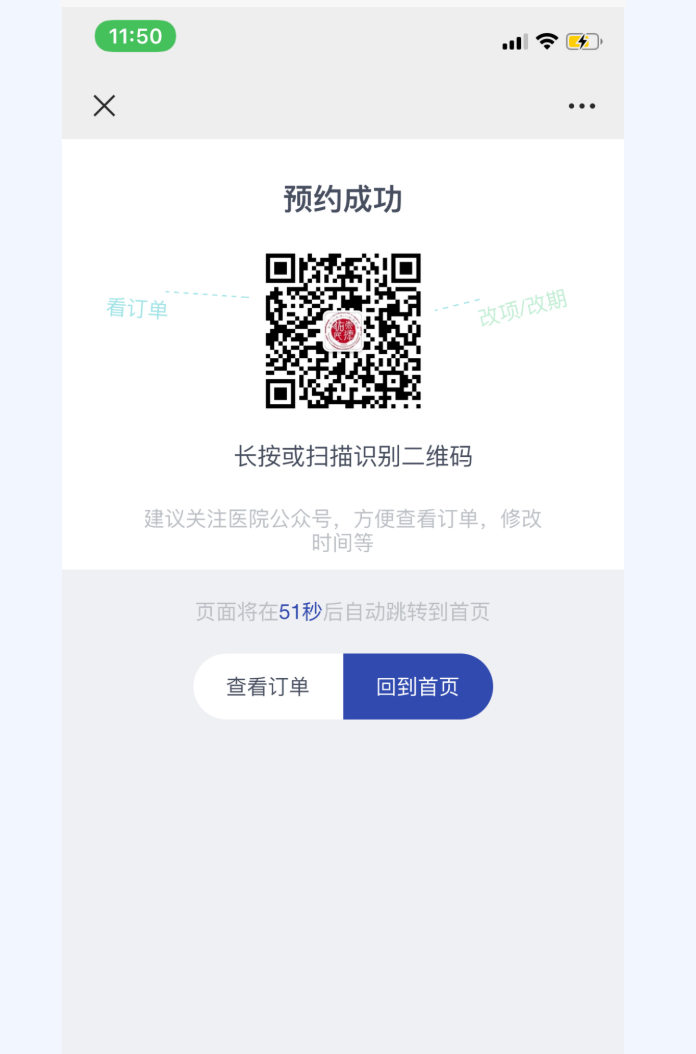 11:50
预约成功
看订单
改项/改期
长按或扫描识别二维码
建议关注医院公众号，方便查看订单，修改
时间等
页面将在51秒后自动跳转到首页
查看订单
回到首页